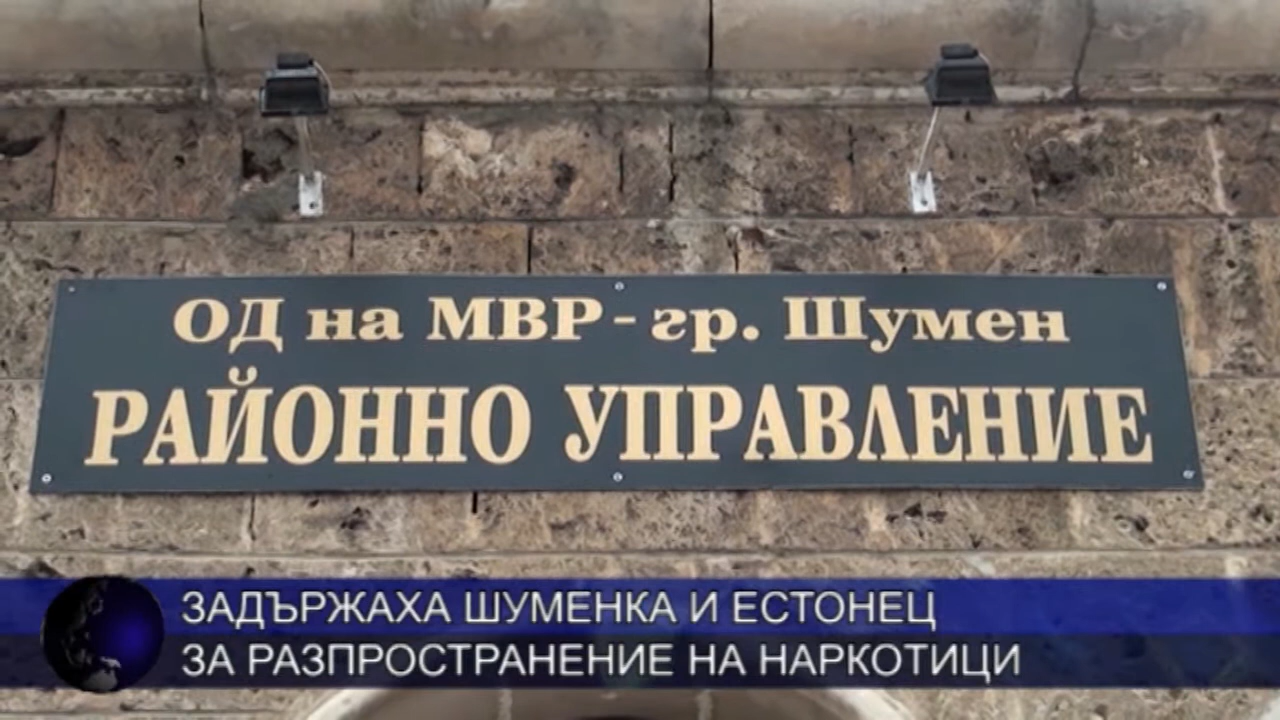 ОД на МВР - гр. Шумен
РАЙОННО УПРАВЛЕНИЕ
ЗАДЪРЖАХА ШУМЕНКА И ЕСТОНЕЦ
ЗА РАЗПРОСТРАНЕНИЕ НА НАРКОТИЦИ